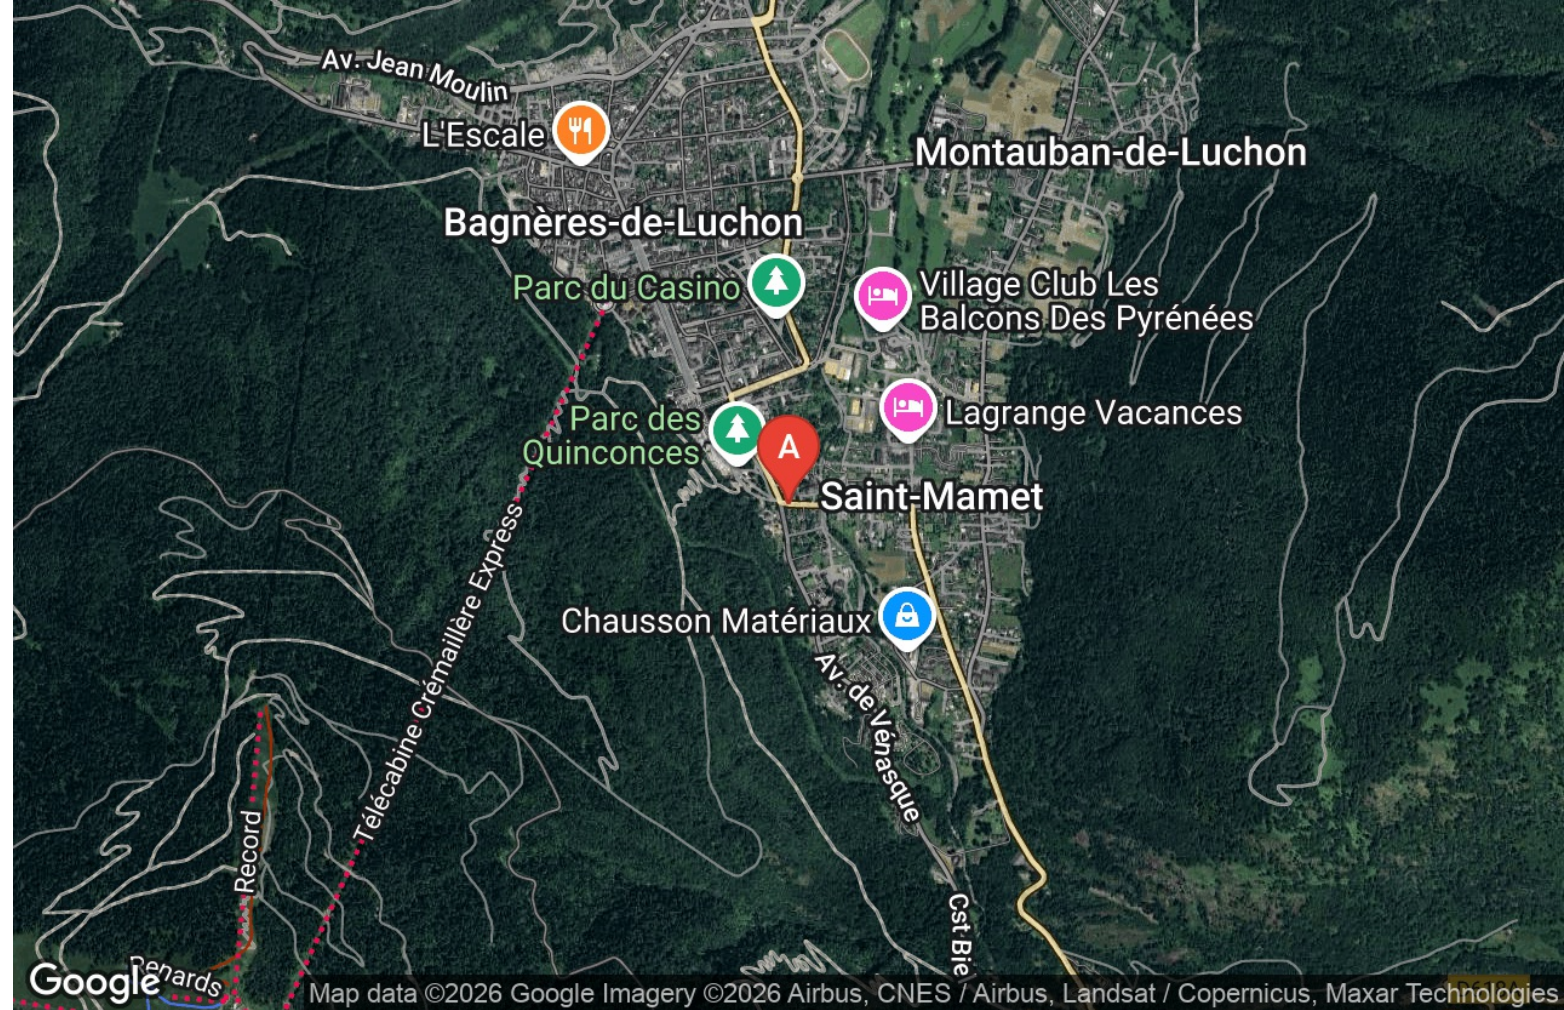 Av. Jean Moulin
L'Escale
Montauban-de-Luchon
Bagnères-de-Luchon
Parc du Casino
Village Club Les
Balcons Des Pyrénées
Parc des
Quinconces
A
Lagrange Vacances
Saint-Mamet
Télécabine Crémaillère Express
Chausson Matériaux
Av. de Vénasque
Record
Cst Bie
Renards
Google
Map data ©2026 Google Imagery ©2026 Airbus, CNES / Airbus, Landsat / Copernicus, Maxar Technologies